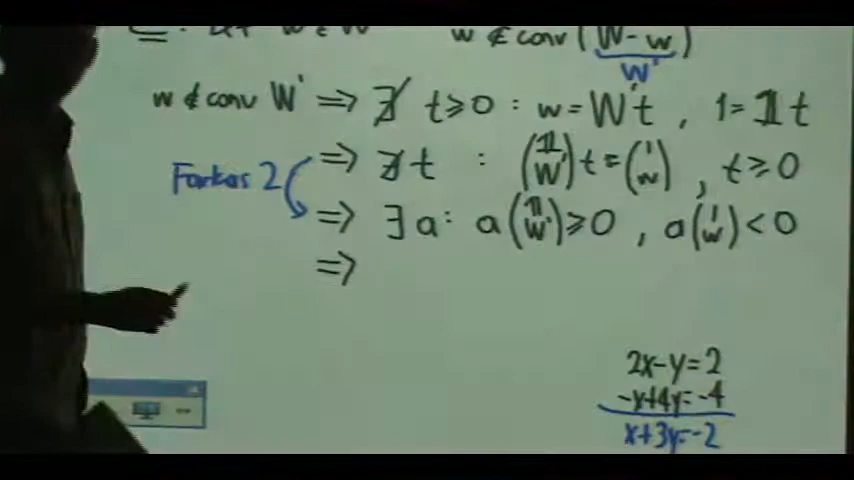 w ∉ conv (W - w)
W'
w ∉ conv W' ⇒ ∄ t ≥ 0 : w = W't , 1 = 𝟙t
⇒ ∄ t : (𝟙 W') t = (1 w) , t ≥ 0
Farkas 2
⇒ ∃ a : a (𝟙 W') ≥ 0 , a (1 w) < 0
⇒
2x-y=2
-x+4y=-4
x+3y=-2